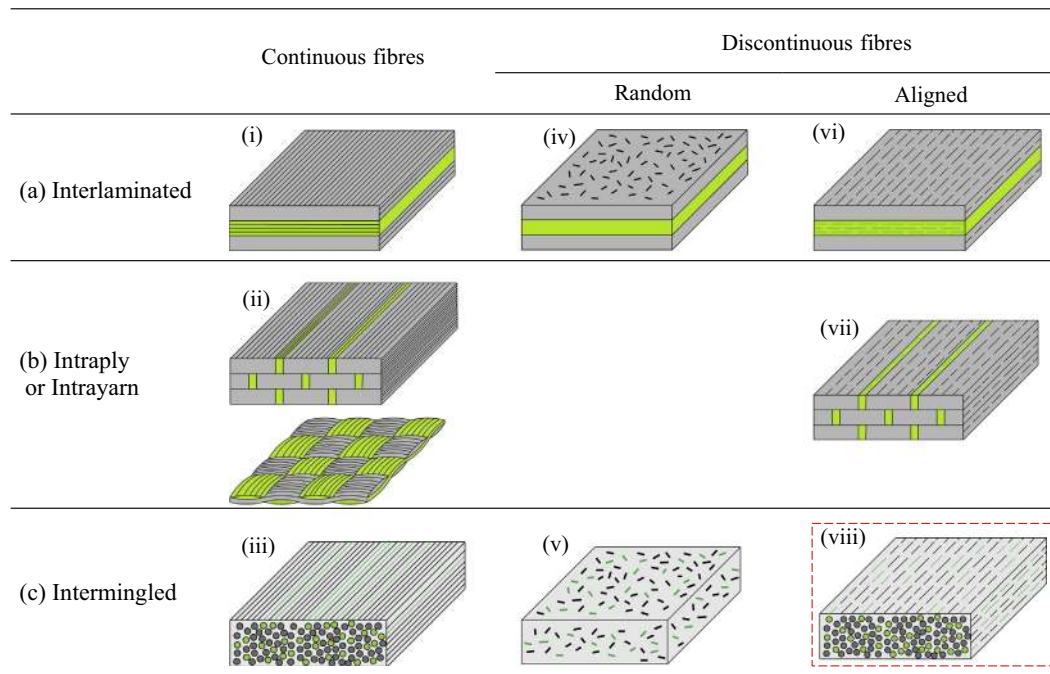 Continuous fibres
Discontinuous fibres
Random
Aligned
(a) Interlaminated
(i)
(iv)
(vi)
(b) Intraply
or Intrayarn
(ii)
(vii)
(c) Intermingled
(iii)
(v)
(viii)